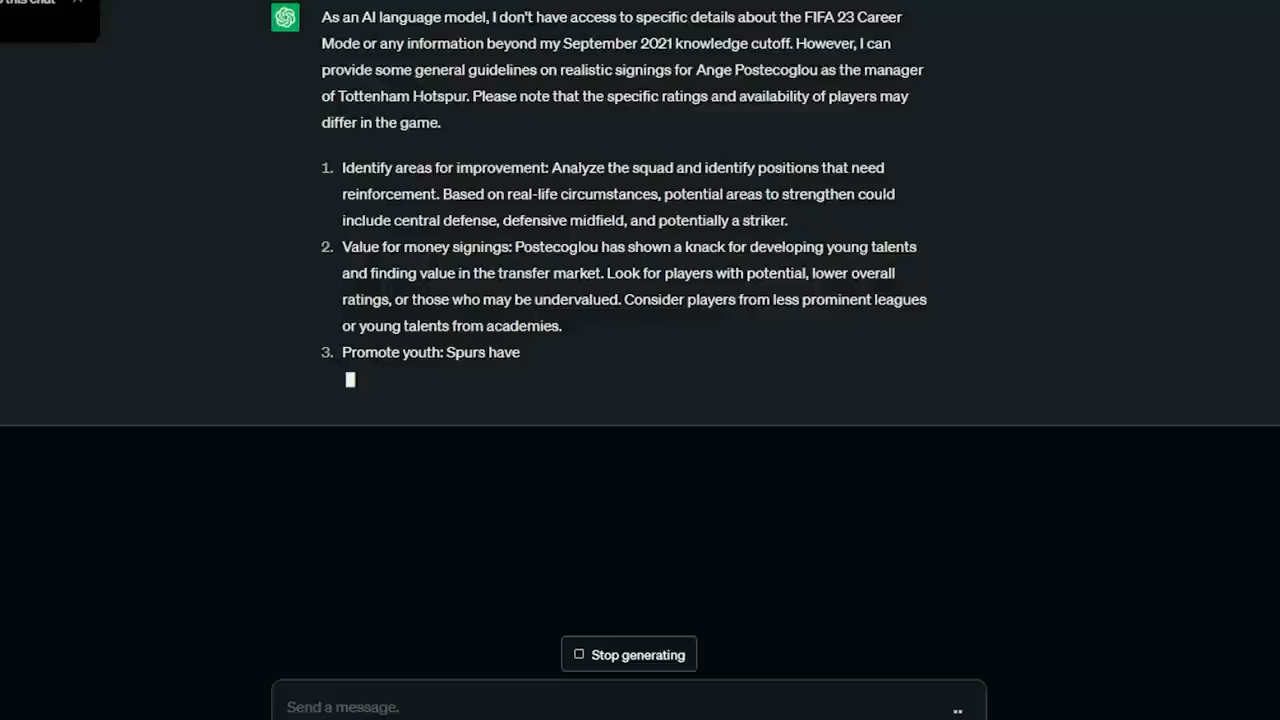 this chat
As an AI language model, I don't have access to specific details about the FIFA 23 Career
Mode or any information beyond my September 2021 knowledge cutoff. However, I can
provide some general guidelines on realistic signings for Ange Postecoglou as the manager
of Tottenham Hotspur. Please note that the specific ratings and availability of players may
differ in the game.
1. Identify areas for improvement: Analyze the squad and identify positions that need
reinforcement. Based on real-life circumstances, potential areas to strengthen could
include central defense, defensive midfield, and potentially a striker.
2. Value for money signings: Postecoglou has shown a knack for developing young talents
and finding value in the transfer market. Look for players with potential, lower overall
ratings, or those who may be undervalued. Consider players from less prominent leagues
or young talents from academies.
3. Promote youth: Spurs have
Stop generating
Send a message.